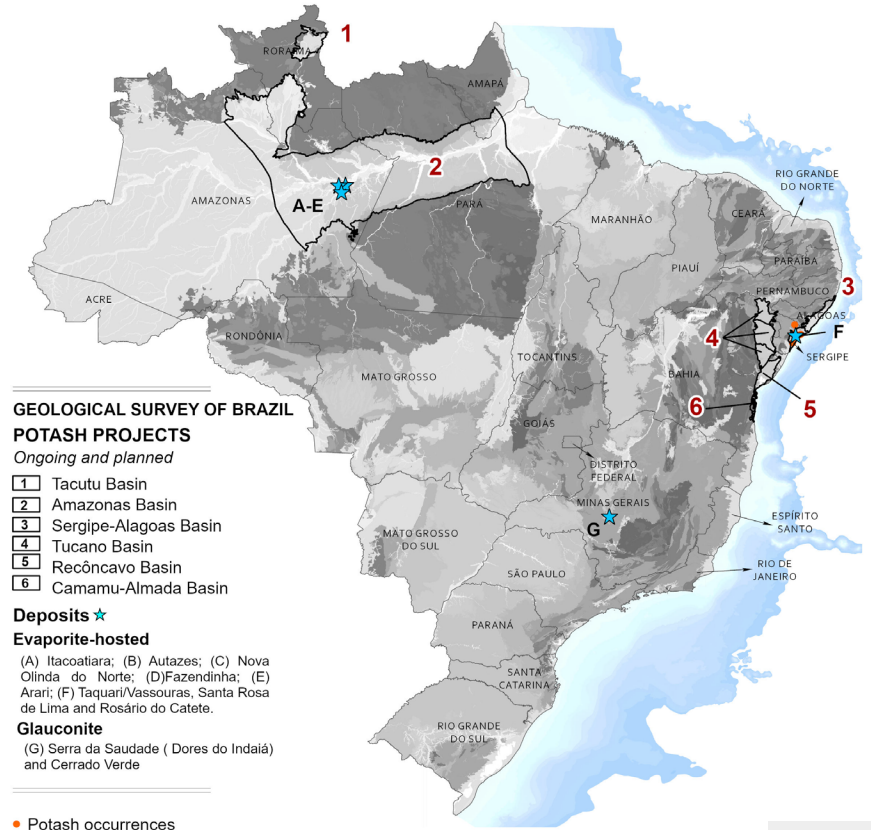 1
RORAIMA
AMAPÁ
2
RIO GRANDE
DO NORTE
AMAZONAS
A-E
PARÁ
CEARÁ
MARANHÃO
PARAÍBA
PIAUÍ
3
PERNAMBUCO
ACRE
ALAGOAS
F
4
RONDÔNIA
TOCANTINS
SERGIPE
MATO GROSSO
BAHIA
6
5
GOIÁS
DISTRITO
FEDERAL
MINAS GERAIS
G
ESPÍRITO
SANTO
MATO GROSSO
DO SUL
SÃO PAULO
RIO DE
JANEIRO
PARANÁ
SANTA
CATARINA
RIO GRANDE
DO SUL
GEOLOGICAL SURVEY OF BRAZIL
POTASH PROJECTS
Ongoing and planned
1 Tacutu Basin
2 Amazonas Basin
3 Sergipe-Alagoas Basin
4 Tucano Basin
5 Recôncavo Basin
6 Camamu-Almada Basin
Deposits
Evaporite-hosted
(A) Itacoatiara; (B) Autazes; (C) Nova
Olinda do Norte; (D)Fazendinha; (E)
Arari; (F) Taquari/Vassouras, Santa Rosa
de Lima and Rosário do Catete.
Glauconite
(G) Serra da Saudade ( Dores do Indaiá)
and Cerrado Verde
Potash occurrences